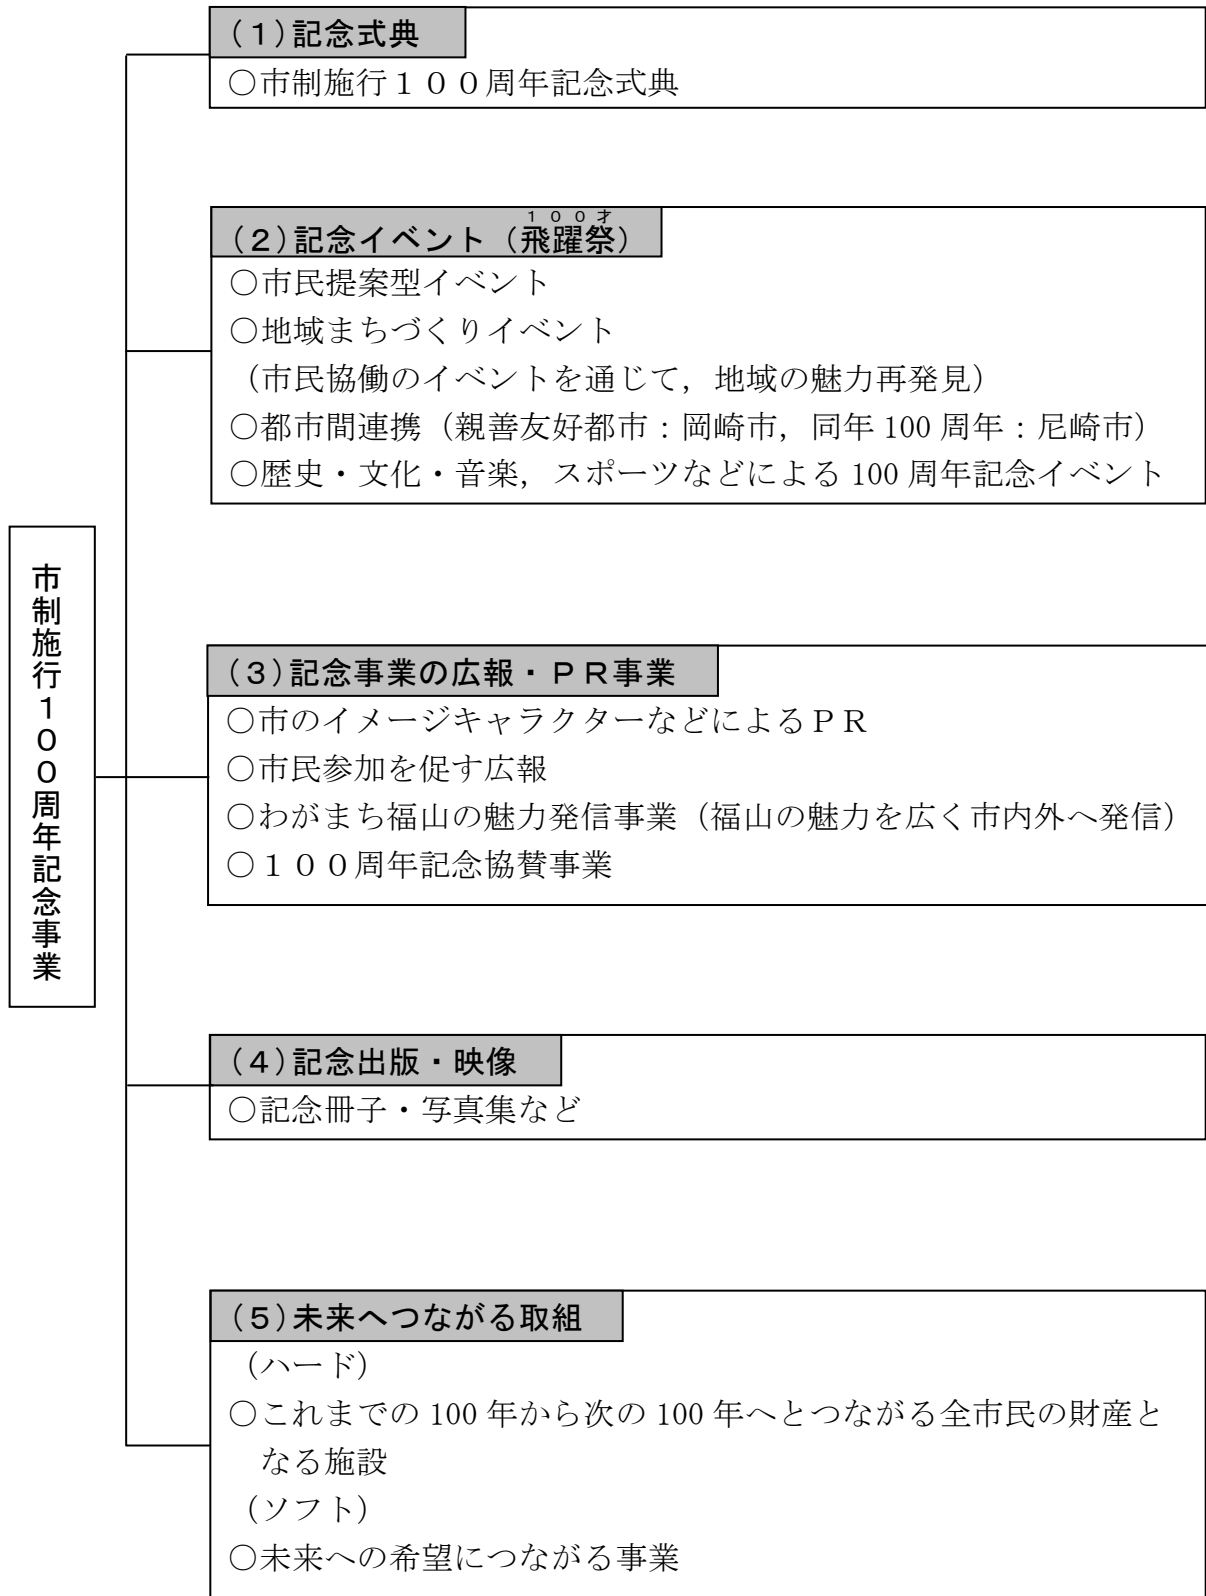 市制施行１００周年記念事業
（１）記念式典
○市制施行１００周年記念式典
１００才
（２）記念イベント（飛躍祭）
○市民提案型イベント
○地域まちづくりイベント
（市民協働のイベントを通じて，地域の魅力再発見）
○都市間連携（親善友好都市：岡崎市，同年 100 周年：尼崎市）
○歴史・文化・音楽，スポーツなどによる 100 周年記念イベント
（３）記念事業の広報・ＰＲ事業
○市のイメージキャラクターなどによるＰＲ
○市民参加を促す広報
○わがまち福山の魅力発信事業（福山の魅力を広く市内外へ発信）
○１００周年記念協賛事業
（４）記念出版・映像
○記念冊子・写真集など
（５）未来へつながる取組
（ハード）
○これまでの 100 年から次の 100 年へとつながる全市民の財産と
なる施設
（ソフト）
○未来への希望につながる事業